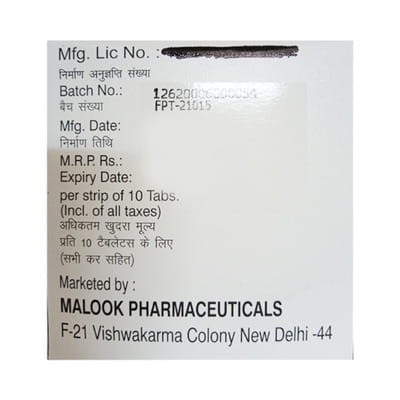 Mfg. Lic No. :
निर्माण अनुज्ञप्ति संख्या
Batch No.:
बैच संख्या FPT-21015
Mfg. Date:
निर्माण तिथि
M.R.P. Rs.:
Expiry Date:
per strip of 10 Tabs.
(Incl. of all taxes)
अधिकतम खुदरा मूल्य
प्रति 10 टैबलेटस के लिए
(सभी कर सहित)
Marketed by :
MALOOK PHARMACEUTICALS
F-21 Vishwakarma Colony New Delhi -44